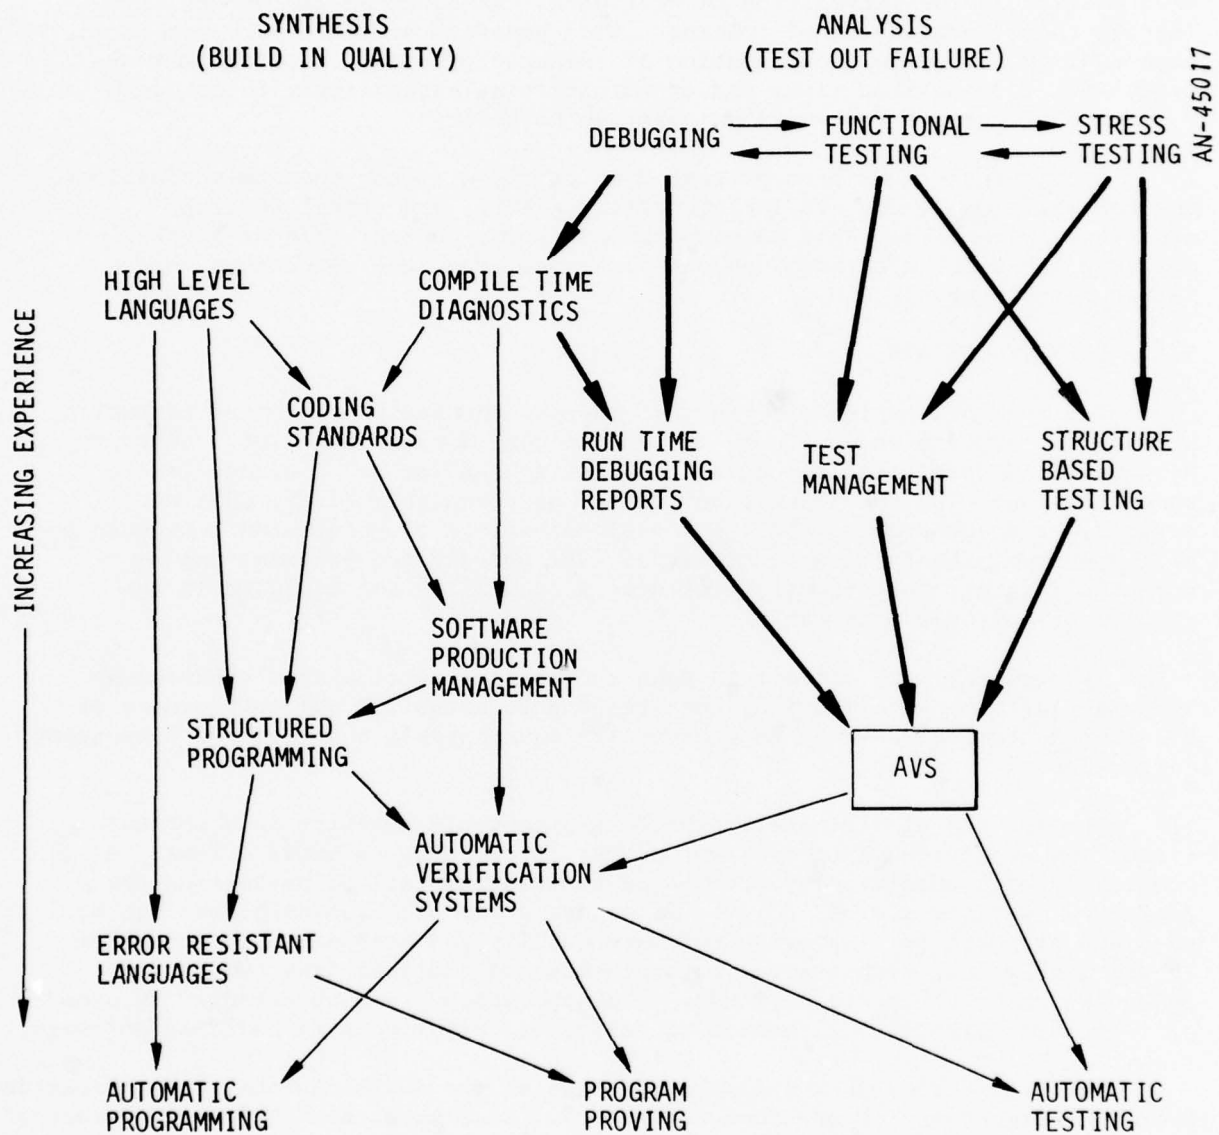 SYNTHESIS
(BUILD IN QUALITY)
ANALYSIS
(TEST OUT FAILURE)
AN-45017
DEBUGGING
FUNCTIONAL
TESTING
STRESS
TESTING
HIGH LEVEL
LANGUAGES
COMPILE TIME
DIAGNOSTICS
INCREASING EXPERIENCE
CODING
STANDARDS
RUN TIME
DEBUGGING
REPORTS
TEST
MANAGEMENT
STRUCTURE
BASED
TESTING
SOFTWARE
PRODUCTION
MANAGEMENT
STRUCTURED
PROGRAMMING
AVS
AUTOMATIC
VERIFICATION
SYSTEMS
ERROR RESISTANT
LANGUAGES
AUTOMATIC
PROGRAMMING
PROGRAM
PROVING
AUTOMATIC
TESTING